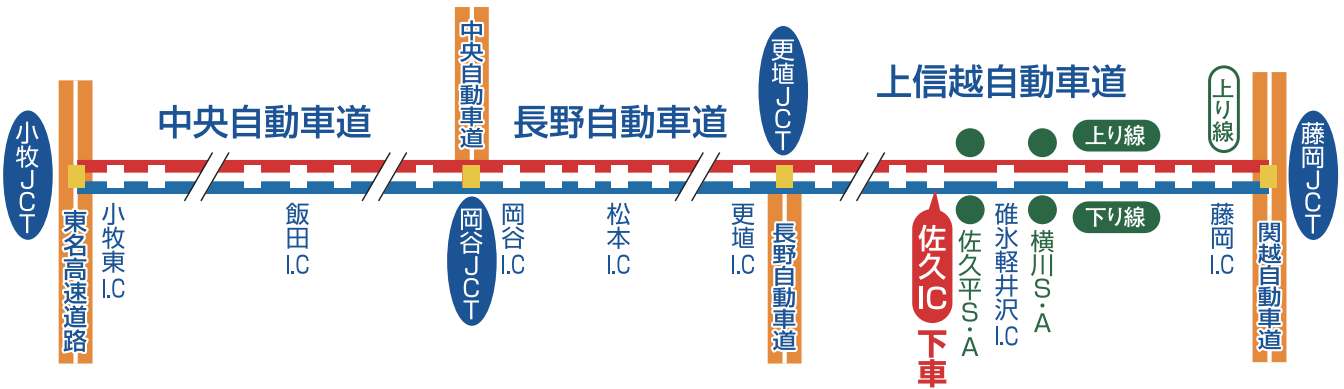 小牧JCT
東名高速道路
小牧東I.C
中央自動車道
飯田I.C
中央自動車道
岡谷JCT
岡谷I.C
長野自動車道
松本I.C
更埴I.C
更埴JCT
長野自動車道
上信越自動車道
佐久IC
下車
佐久平S・A
碓氷軽井沢I.C
横川S・A
上り線
下り線
上り線
藤岡I.C
関越自動車道
藤岡JCT